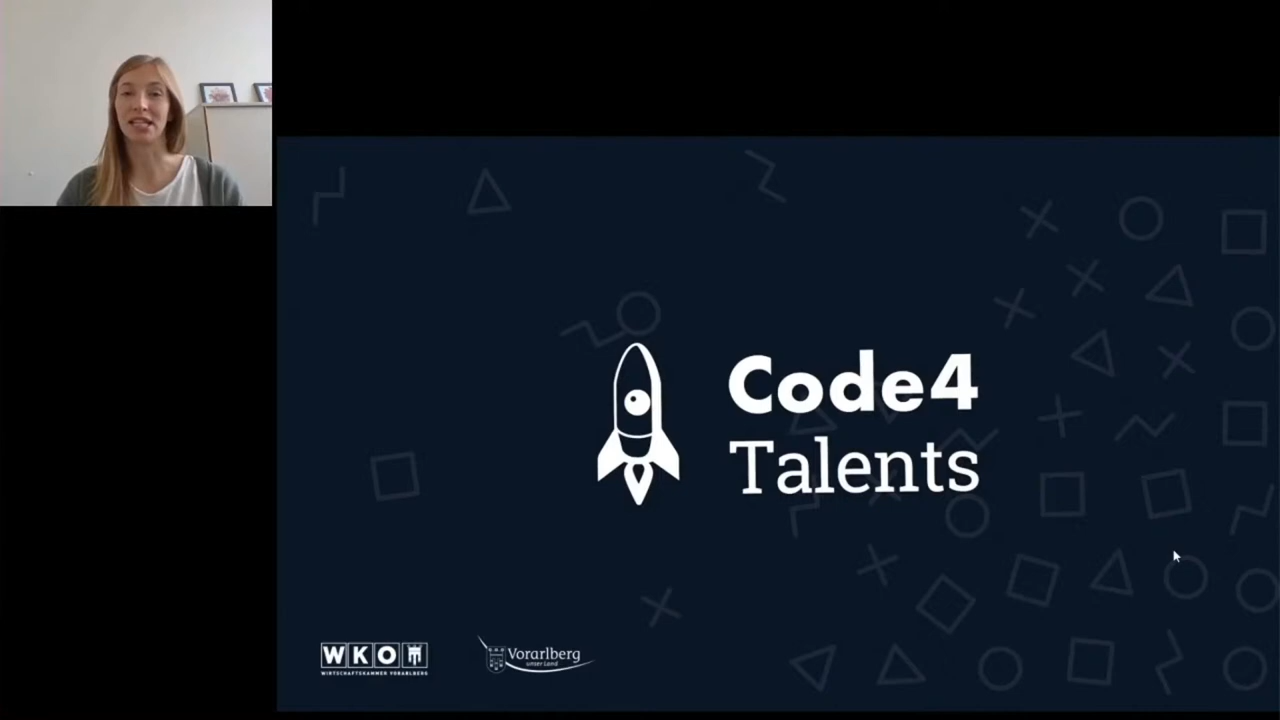 Code4
Talents
WKO
WIRTSCHAFTSKAMMER VORARLBERG
Vorarlberg
unser Land